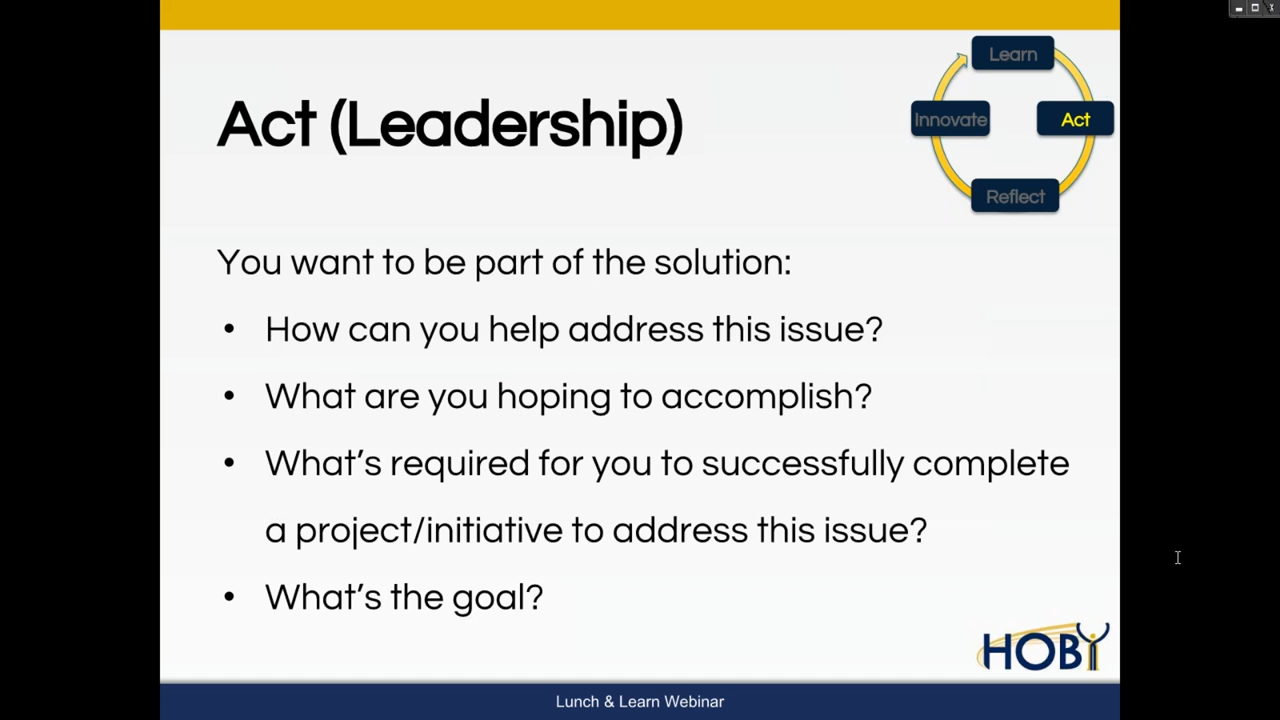 Learn
Act (Leadership)
Innovate
Act
Reflect
You want to be part of the solution:
• How can you help address this issue?
• What are you hoping to accomplish?
• What's required for you to successfully complete
a project/initiative to address this issue?
• What's the goal?
HOBY
Lunch & Learn Webinar